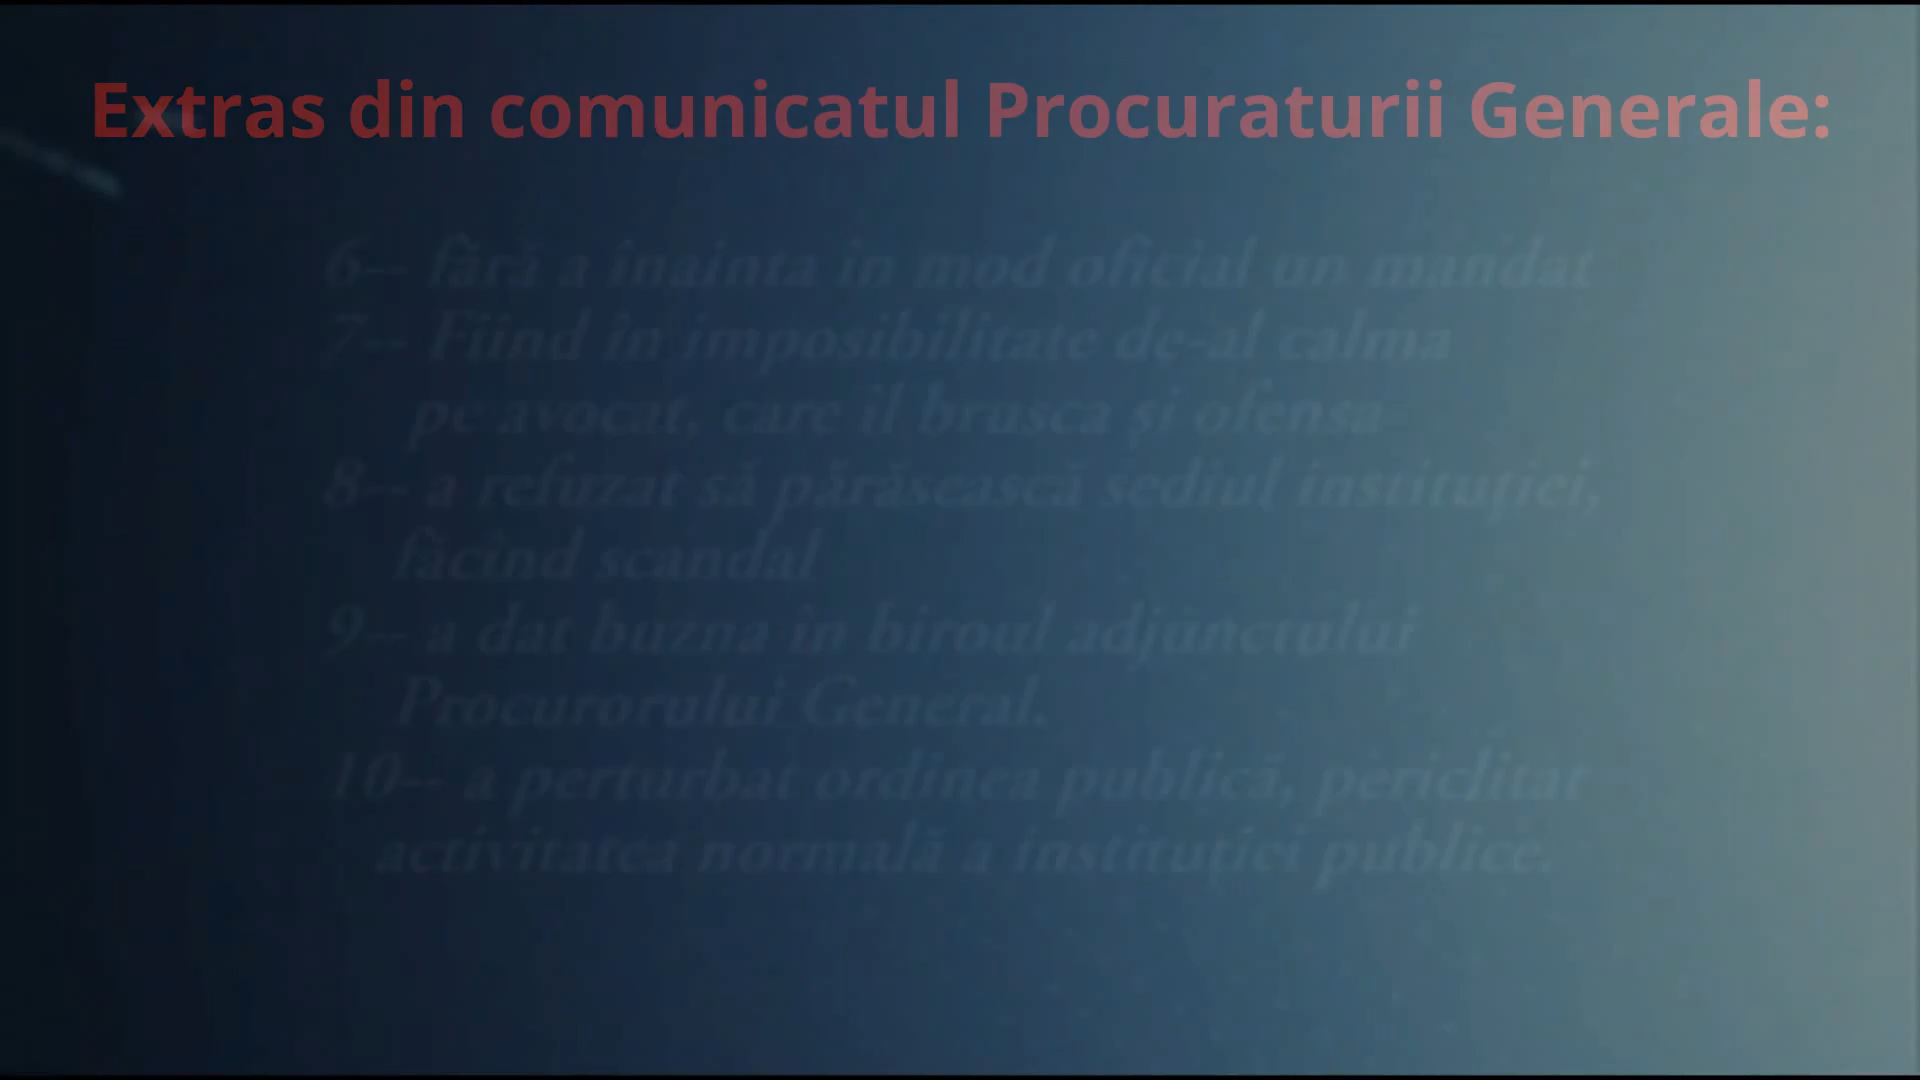 Extras din comunicatul Procuraturii Generale:
6-- fără a înainta în mod oficial un mandat
7-- Fiind în imposibilitate de-al calma
pe avocat, care îl brusca și ofensa
8-- a refuzat să părăsească sediul instituției,
făcînd scandal
9-- a dat buzna în biroul adjunctului
Procurorului General.
10-- a perturbat ordinea publică, periclitat
activitatea normală a instituției publice.